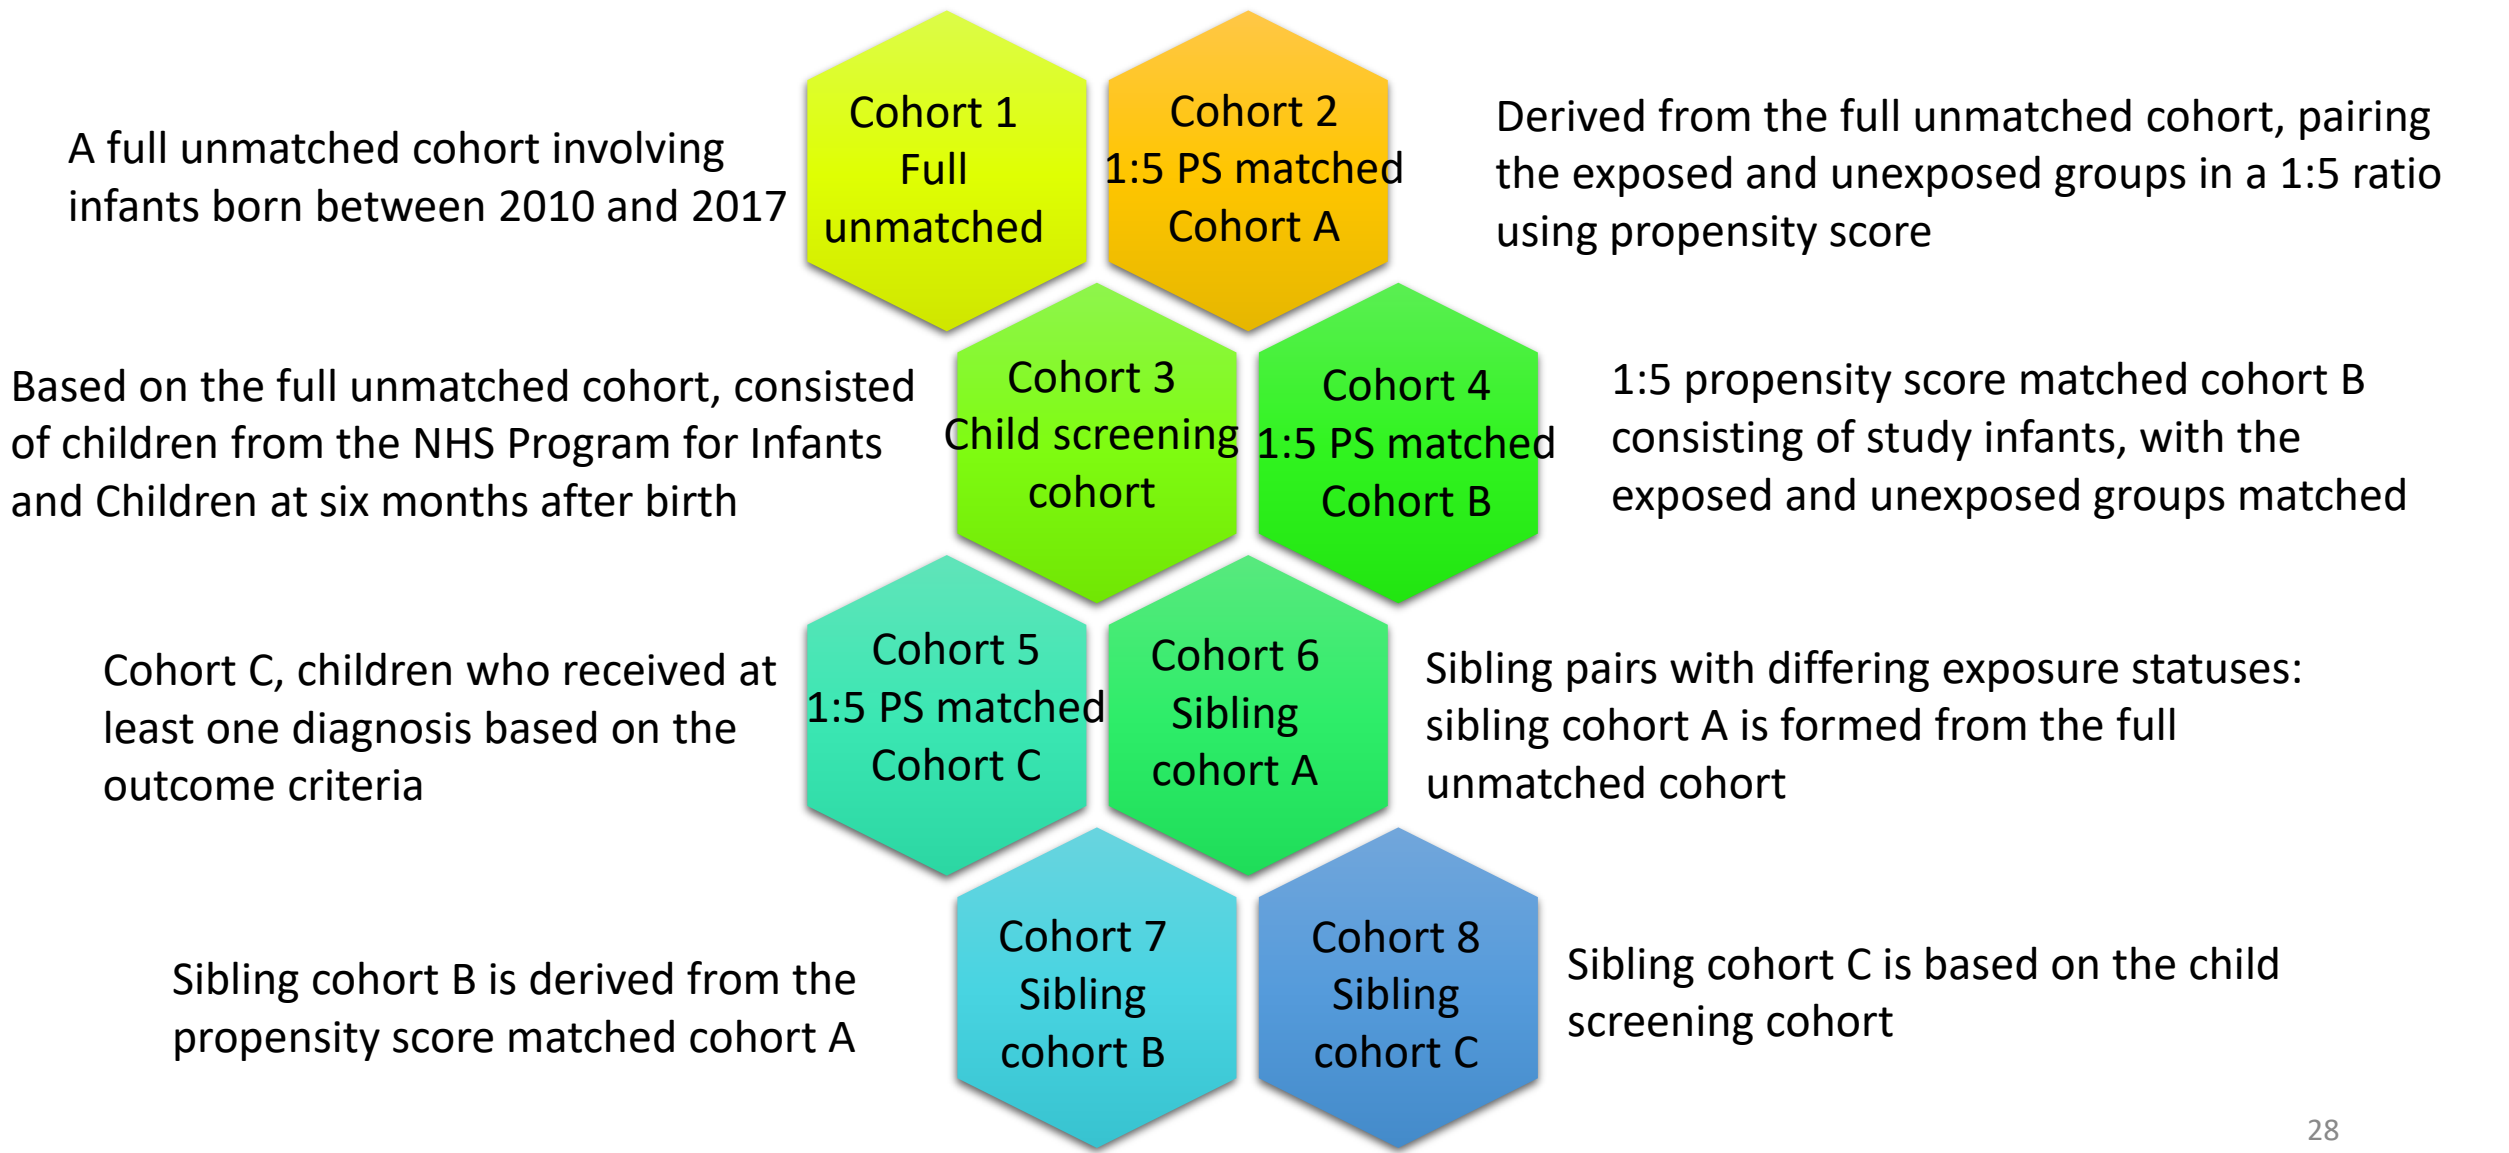 A full unmatched cohort involving
infants born between 2010 and 2017
Cohort 1
Full
unmatched
Cohort 2
1:5 PS matched
Cohort A
Derived from the full unmatched cohort, pairing
the exposed and unexposed groups in a 1:5 ratio
using propensity score
Based on the full unmatched cohort, consisted
of children from the NHS Program for Infants
and Children at six months after birth
Cohort 3
Child screening
cohort
Cohort 4
1:5 PS matched
Cohort B
1:5 propensity score matched cohort B
consisting of study infants, with the
exposed and unexposed groups matched
Cohort C, children who received at
least one diagnosis based on the
outcome criteria
Cohort 5
1:5 PS matched
Cohort C
Cohort 6
Sibling
cohort A
Sibling pairs with differing exposure statuses:
sibling cohort A is formed from the full
unmatched cohort
Sibling cohort B is derived from the
propensity score matched cohort A
Cohort 7
Sibling
cohort B
Cohort 8
Sibling
cohort C
Sibling cohort C is based on the child
screening cohort
28